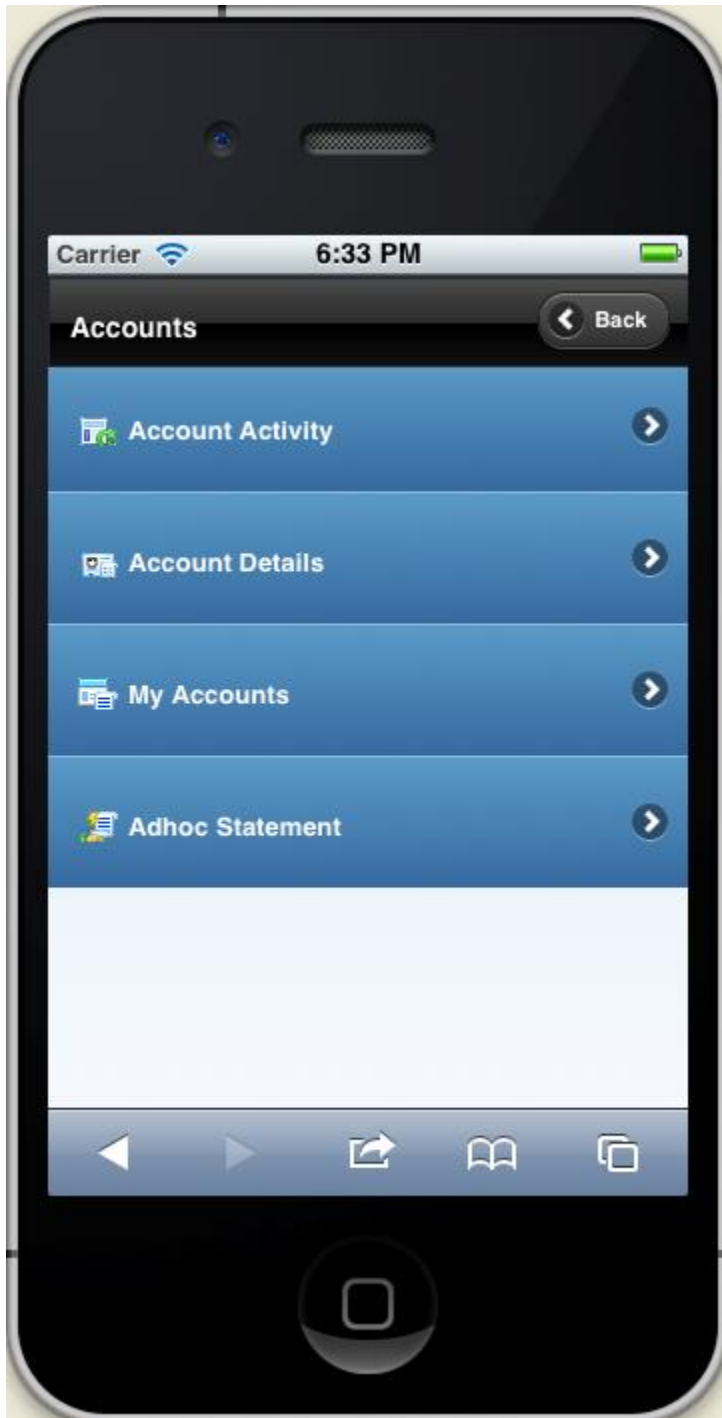 Carrier 6:33 PM
Accounts Back
Account Activity
Account Details
My Accounts
Adhoc Statement